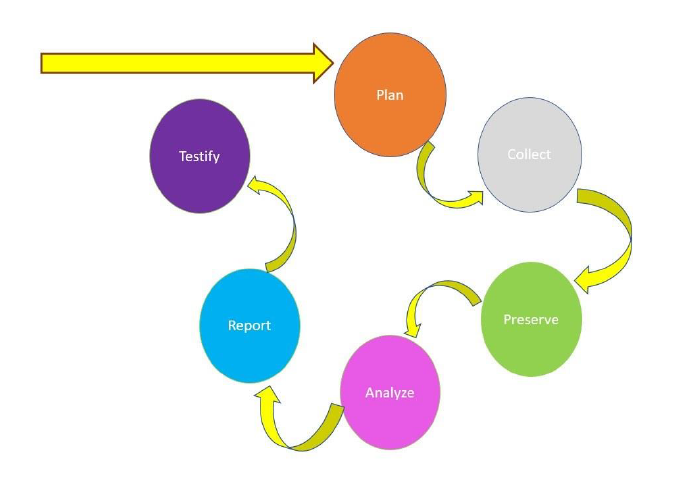 Plan
Collect
Preserve
Analyze
Report
Testify